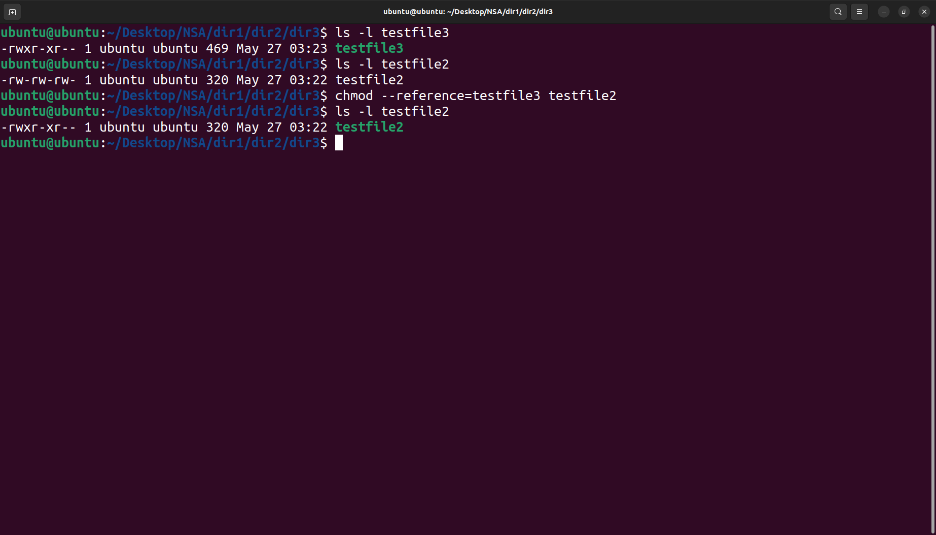 ubuntu@ubuntu: ~/Desktop/NSA/dir1/dir2/dir3
ubuntu@ubuntu:~/Desktop/NSA/dir1/dir2/dir3$ ls -l testfile3
-rwxr-xr-- 1 ubuntu ubuntu 469 May 27 03:23 testfile3
ubuntu@ubuntu:~/Desktop/NSA/dir1/dir2/dir3$ ls -l testfile2
-rw-rw-rw- 1 ubuntu ubuntu 320 May 27 03:22 testfile2
ubuntu@ubuntu:~/Desktop/NSA/dir1/dir2/dir3$ chmod --reference=testfile3 testfile2
ubuntu@ubuntu:~/Desktop/NSA/dir1/dir2/dir3$ ls -l testfile2
-rwxr-xr-- 1 ubuntu ubuntu 320 May 27 03:22 testfile2
ubuntu@ubuntu:~/Desktop/NSA/dir1/dir2/dir3$